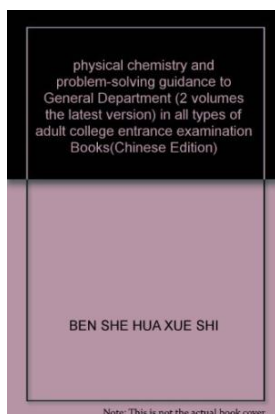 physical chemistry and
problem-solving guidance to
General Department (2 volumes
the latest version) in all types of
adult college entrance examination
Books(Chinese Edition)
BEN SHE HUA XUE SHI
Note: This is not the actual book cover